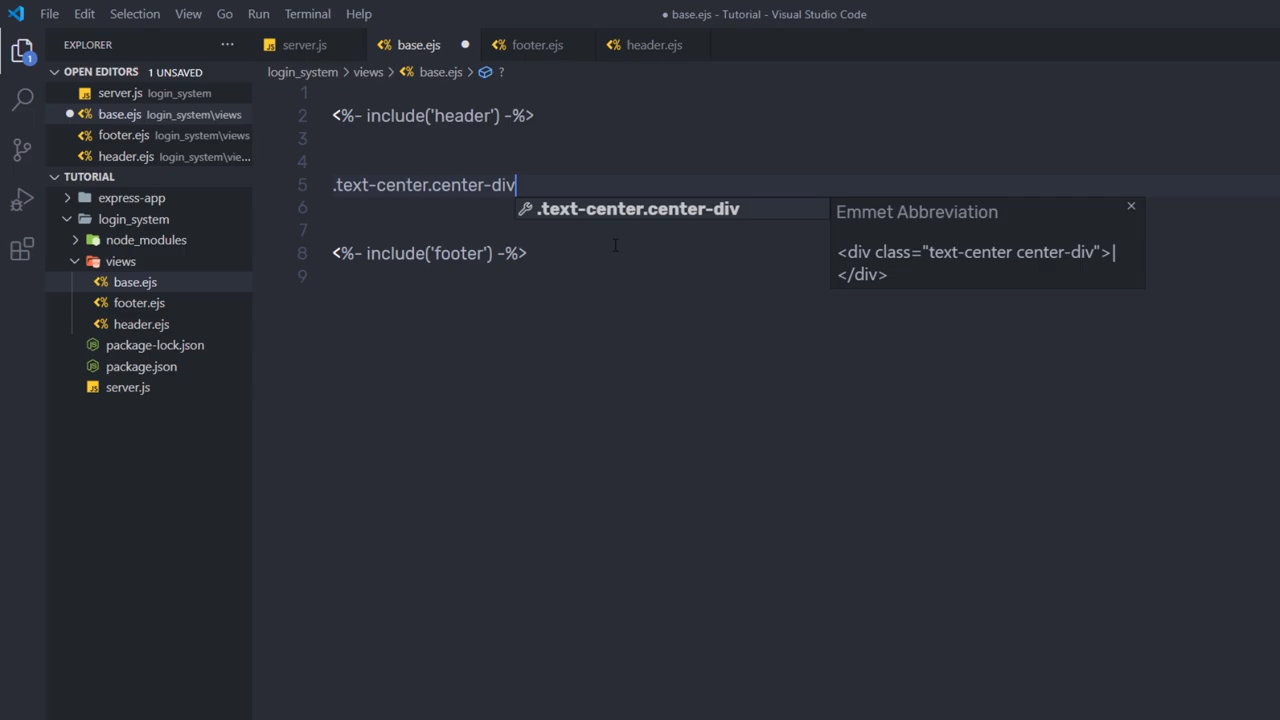 File Edit Selection View Go Run Terminal Help ● base.ejs - Tutorial - Visual Studio Code
1
EXPLORER ···
OPEN EDITORS 1 UNSAVED
JS server.js login_system
● base.ejs login_system\views
footer.ejs login_system\views
header.ejs login_system\vie...
TUTORIAL
express-app
login_system
node_modules
views
base.ejs
footer.ejs
header.ejs
package-lock.json
package.json
JS server.js
JS server.js base.ejs ● footer.ejs header.ejs
login_system > views > base.ejs > ?
1
2 <%- include('header') -%>
3
4
5 .text-center.center-div
6
7
8 <%- include('footer') -%>
9
.text-center.center-div
Emmet Abbreviation ×
<div class="text-center center-div">|
</div>